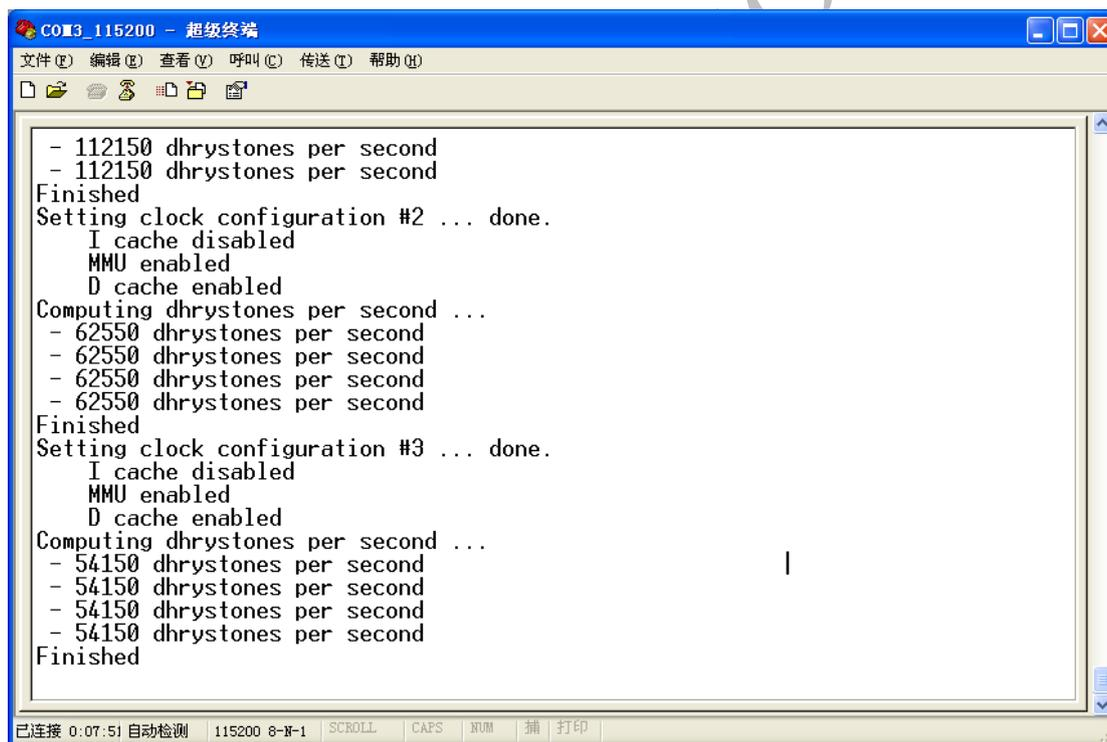 COM3_115200 - 超级终端
文件(F) 编辑(E) 查看(V) 呼叫(C) 传送(T) 帮助(H)
- 112150 dhrystones per second
- 112150 dhrystones per second
Finished
Setting clock configuration #2 ... done.
I cache disabled
MMU enabled
D cache enabled
Computing dhrystones per second ...
- 62550 dhrystones per second
- 62550 dhrystones per second
- 62550 dhrystones per second
- 62550 dhrystones per second
Finished
Setting clock configuration #3 ... done.
I cache disabled
MMU enabled
D cache enabled
Computing dhrystones per second ...
- 54150 dhrystones per second
- 54150 dhrystones per second
- 54150 dhrystones per second
- 54150 dhrystones per second
Finished
已连接 0:07:51 自动检测 115200 8-N-1 SCROLL CAPS NUM 捕 打印